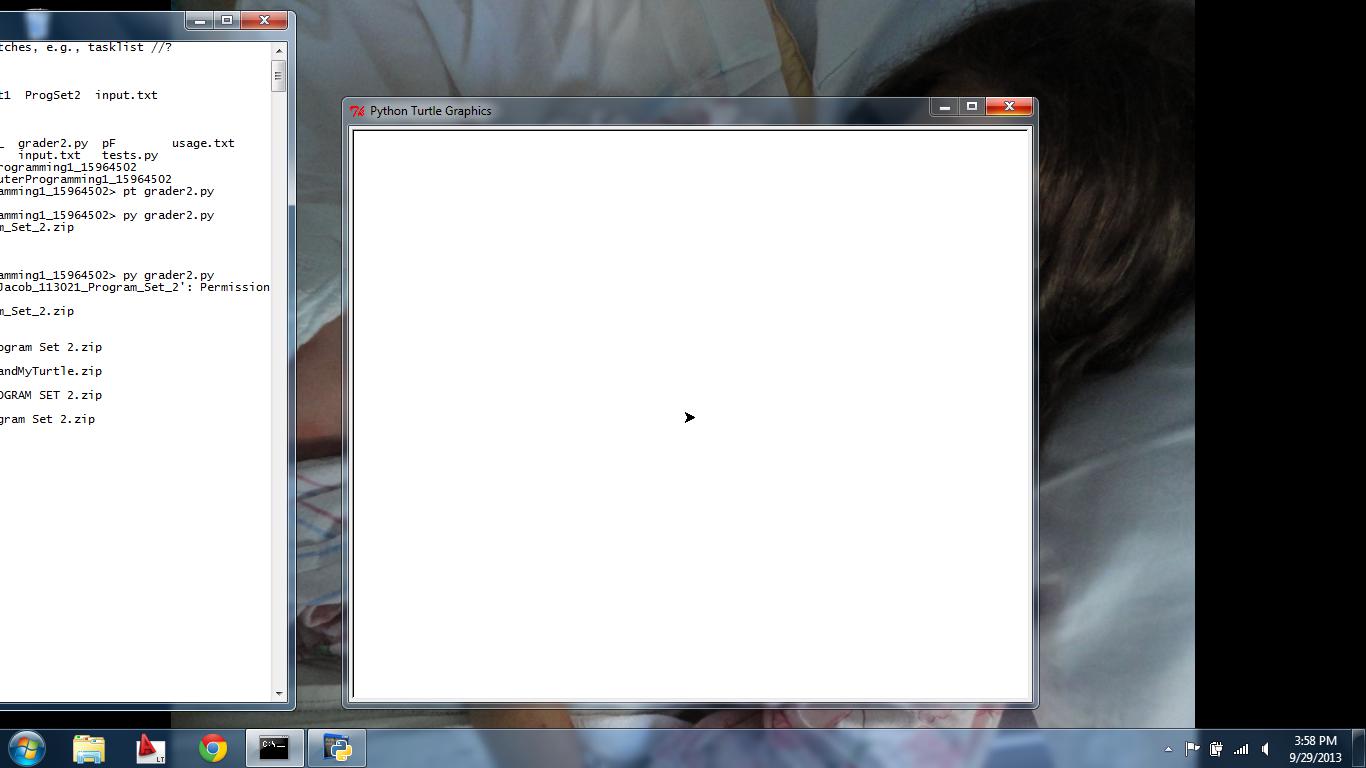 tches, e.g., tasklist //?
t1 ProgSet2 input.txt
_ grader2.py pF usage.txt
input.txt tests.py
rogramming1_15964502
uterProgramming1_15964502
amming1_15964502> pt grader2.py
amming1_15964502> py grader2.py
m_Set_2.zip
amming1_15964502> py grader2.py
Jacob_113021_Program_Set_2': Permission
m_Set_2.zip
ogram Set 2.zip
andMyTurtle.zip
OGRAM SET 2.zip
gram Set 2.zip
Python Turtle Graphics
LT
C:\
3:58 PM
9/29/2013